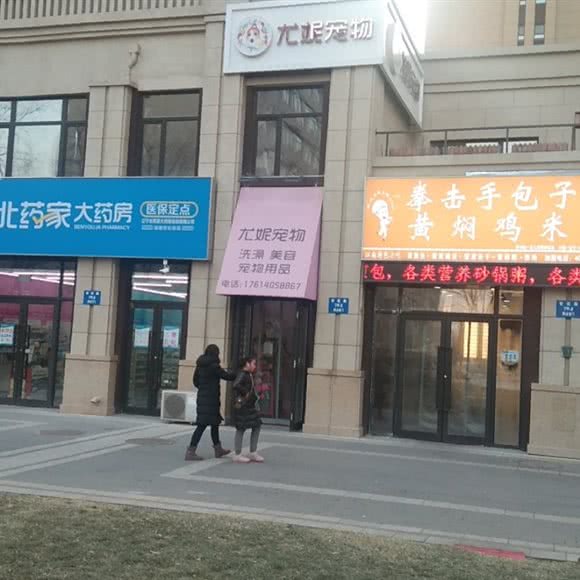 尤妮宠物
北药家大药房
BENYOUJIA PHARMACY
医保定点
尤妮宠物
洗澡 美容
宠物用品
电话:17614058867
拳击手包子
黄焖鸡米
包，各类营养砂锅粥，各类